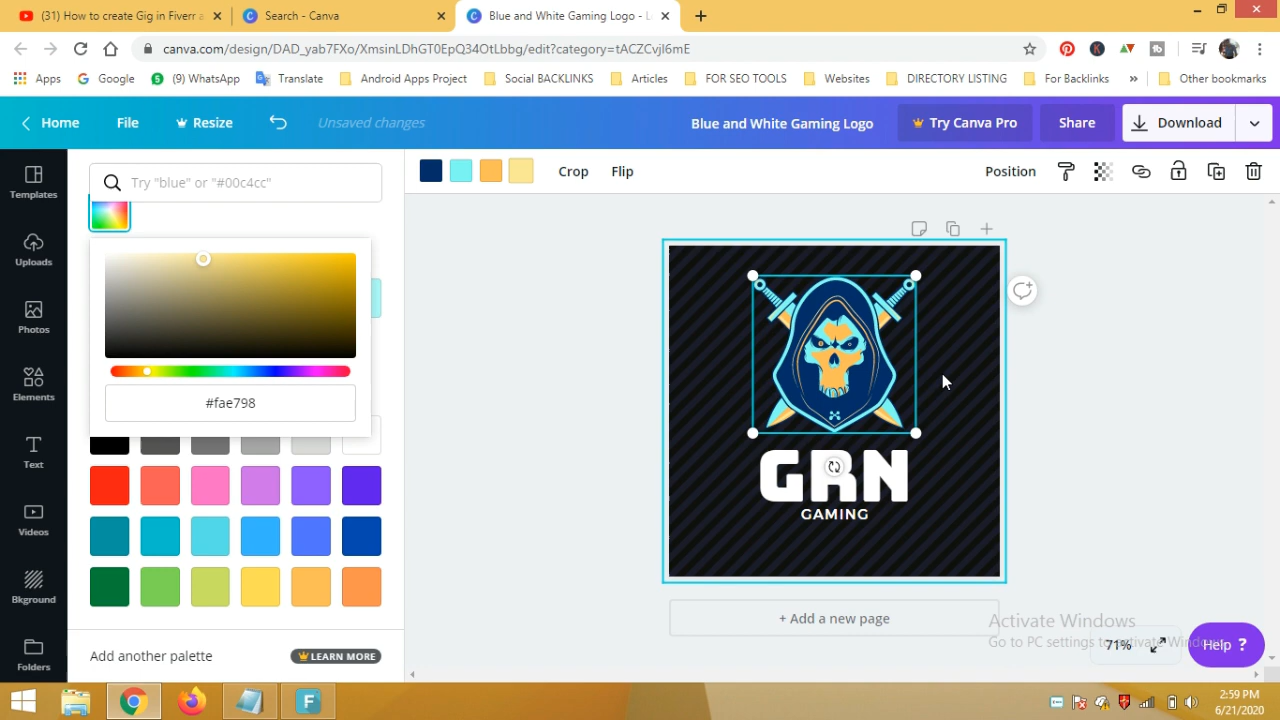 (31) How to create Gig in Fiverr a
Search - Canva
Blue and White Gaming Logo - L
canva.com/design/DAD_yab7FXo/XmsinLDhGT0EpQ34OtLbbg/edit?category=tACZCvjI6mE
Apps
Google
(9) WhatsApp
Translate
Android Apps Project
Social BACKLINKS
Articles
FOR SEO TOOLS
Websites
DIRECTORY LISTING
For Backlinks
»
Other bookmarks
Home
File
Resize
Unsaved changes
Blue and White Gaming Logo
Try Canva Pro
Share
Download
Templates
Uploads
Photos
Elements
Text
Videos
Bkground
Folders
Try "blue" or "#00c4cc"
#fae798
Add another palette
LEARN MORE
Crop
Flip
Position
GRN
GAMING
+ Add a new page
Activate Windows
Go to PC settings to activate Windows.
71%
Help ?
2:59 PM
6/21/2020